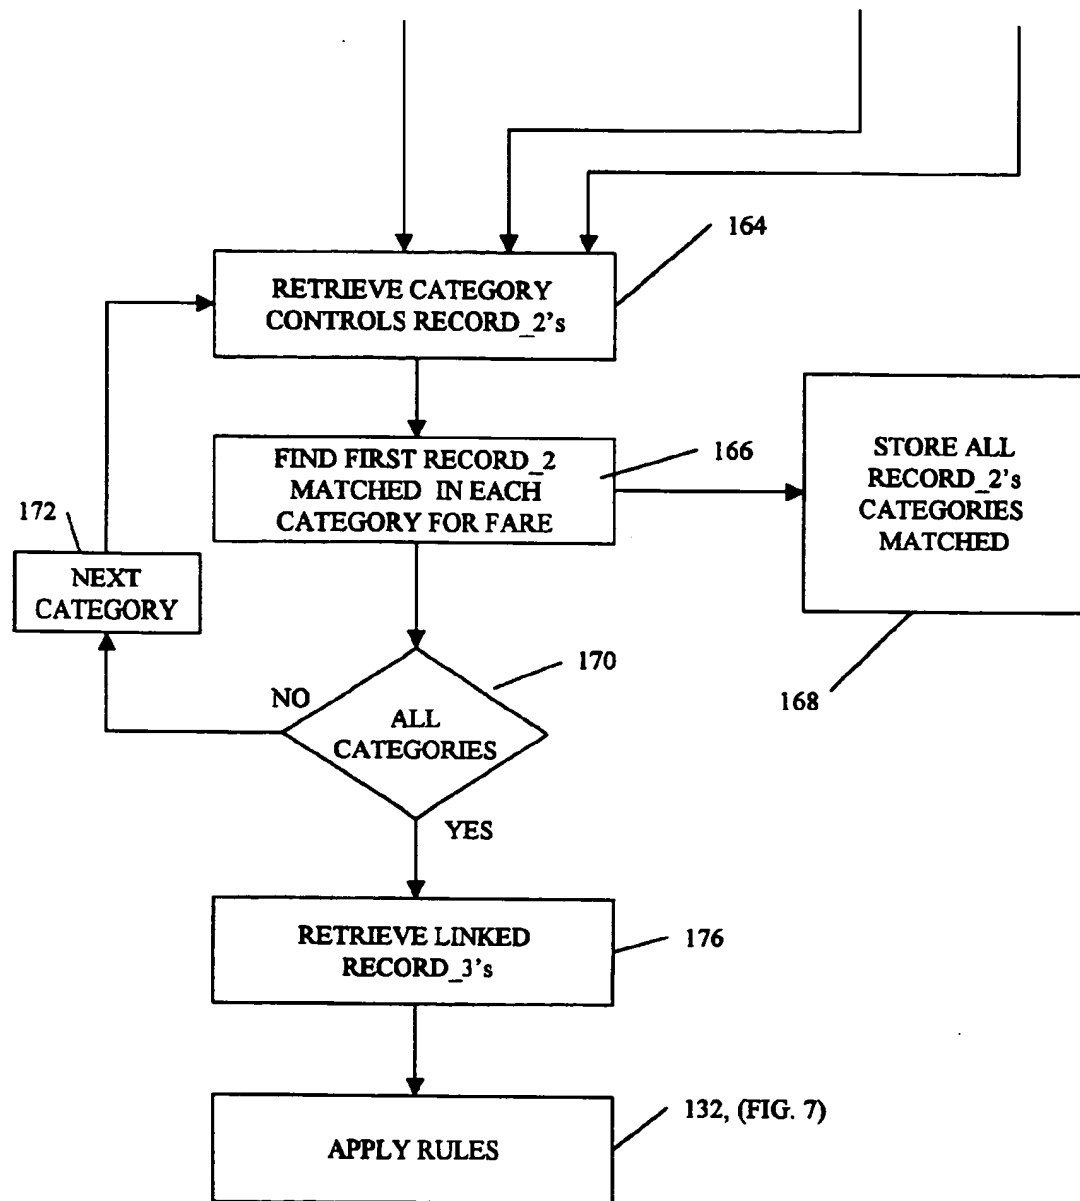 164
RETRIEVE CATEGORY
CONTROLS RECORD_2's
FIND FIRST RECORD_2
MATCHED IN EACH
CATEGORY FOR FARE
166
STORE ALL
RECORD_2's
CATEGORIES
MATCHED
168
172
NEXT
CATEGORY
170
NO
ALL
CATEGORIES
YES
RETRIEVE LINKED
RECORD_3's
176
APPLY RULES
132, (FIG. 7)